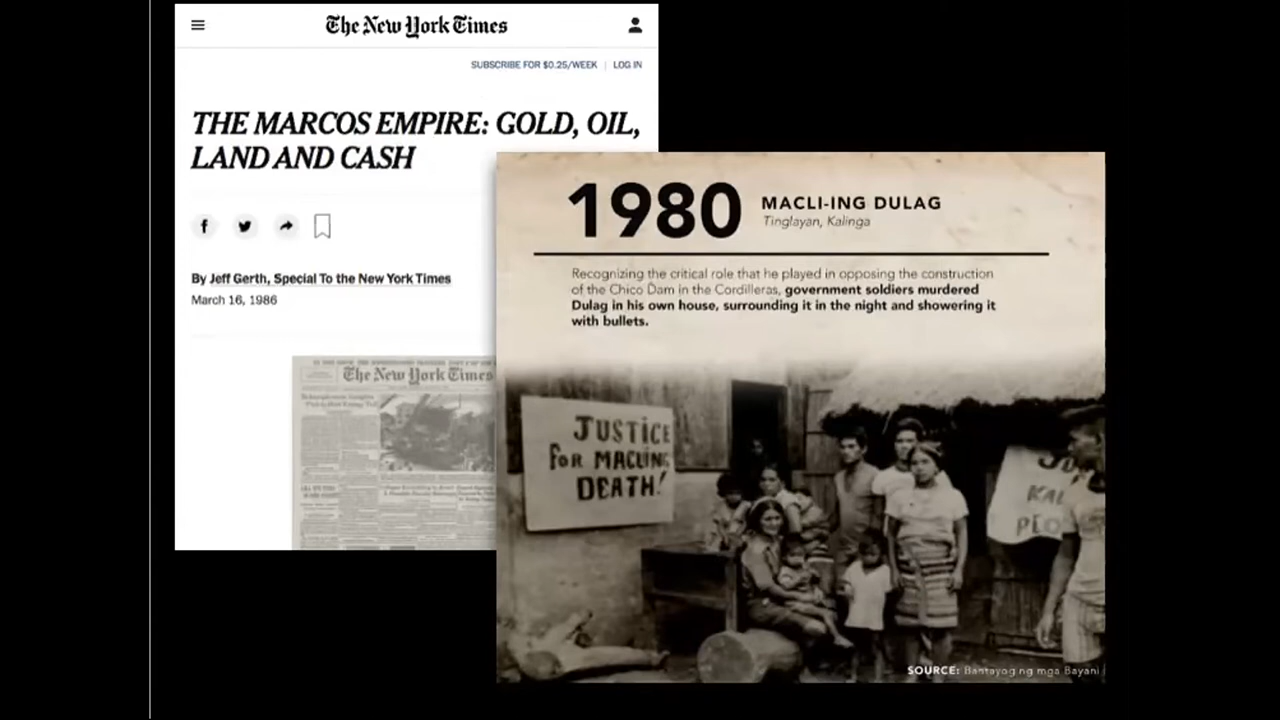 The New York Times
SUBSCRIBE FOR $0.25/WEEK | LOG IN
THE MARCOS EMPIRE: GOLD, OIL,
LAND AND CASH
By Jeff Gerth, Special To the New York Times
March 16, 1986
The New York Times
1980
MACLI-ING DULAG
Tinglayan, Kalinga
Recognizing the critical role that he played in opposing the construction
of the Chico Dam in the Cordilleras, government soldiers murdered
Dulag in his own house, surrounding it in the night and showering it
with bullets.
JUSTICE
FOR MACLIING
DEATH!
SOURCE: Bantayog ng mga Bayani